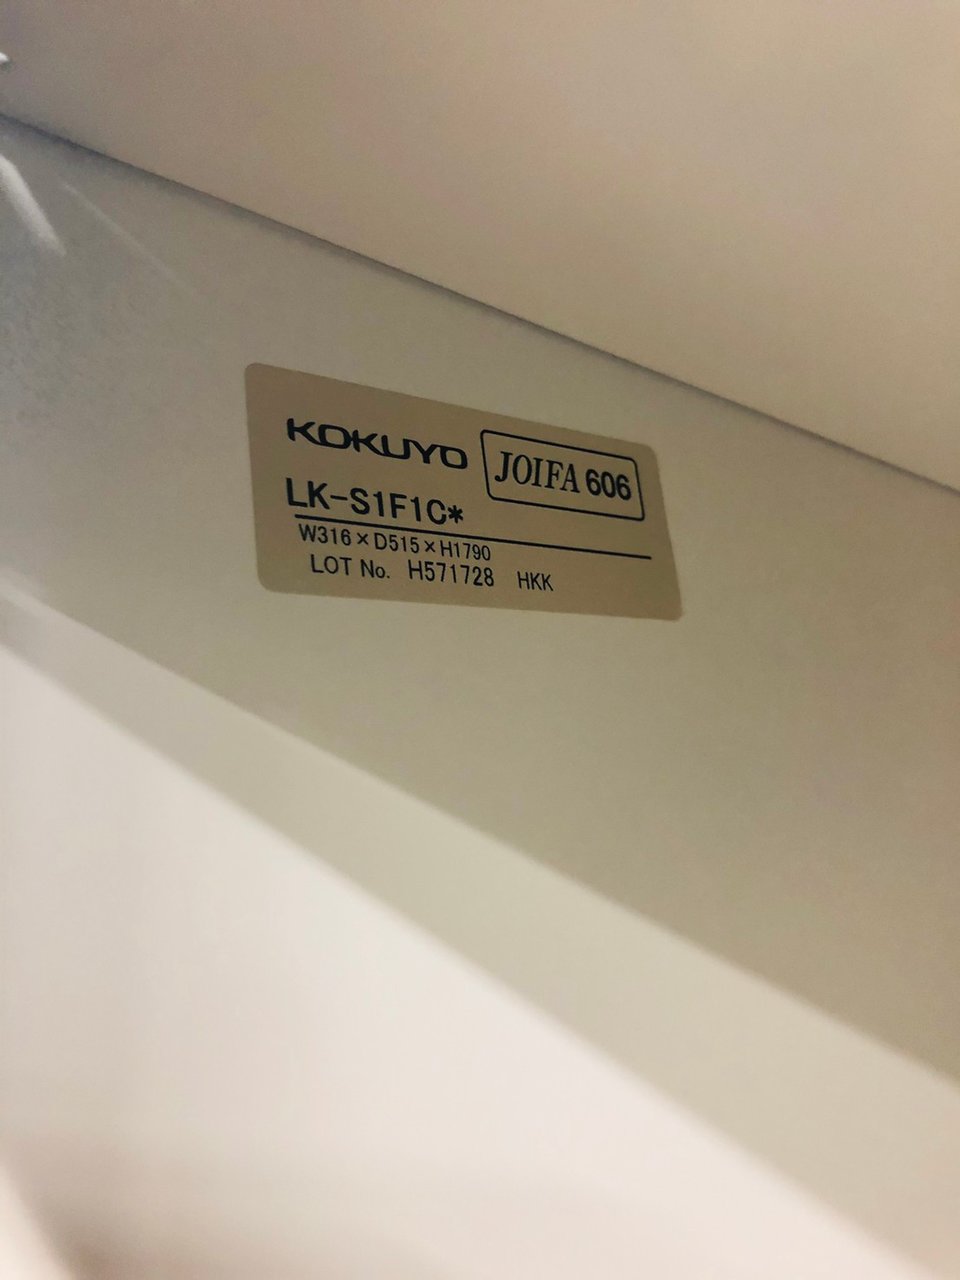 KOKUYO JOIFA 606
LK-S1F1C*
W316×D515×H1790
LOT No. H571728 HKK